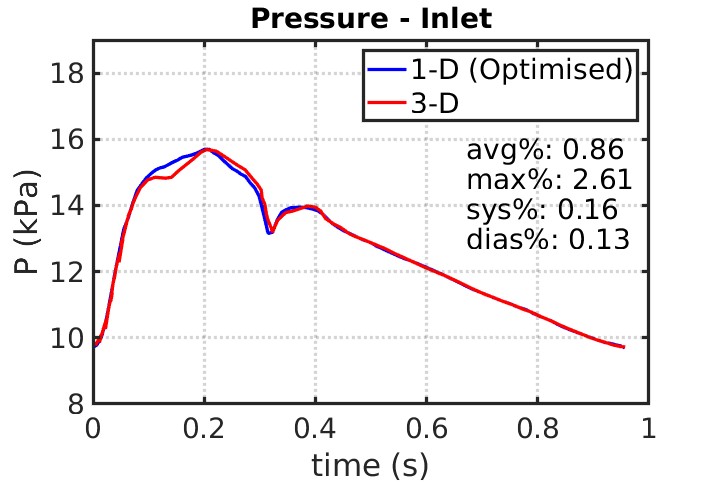 Pressure - Inlet
18
16
14
12
10
8
P (kPa)
1-D (Optimised)
3-D
avg%: 0.86
max%: 2.61
sys%: 0.16
dias%: 0.13
0 0.2 0.4 0.6 0.8 1
time (s)